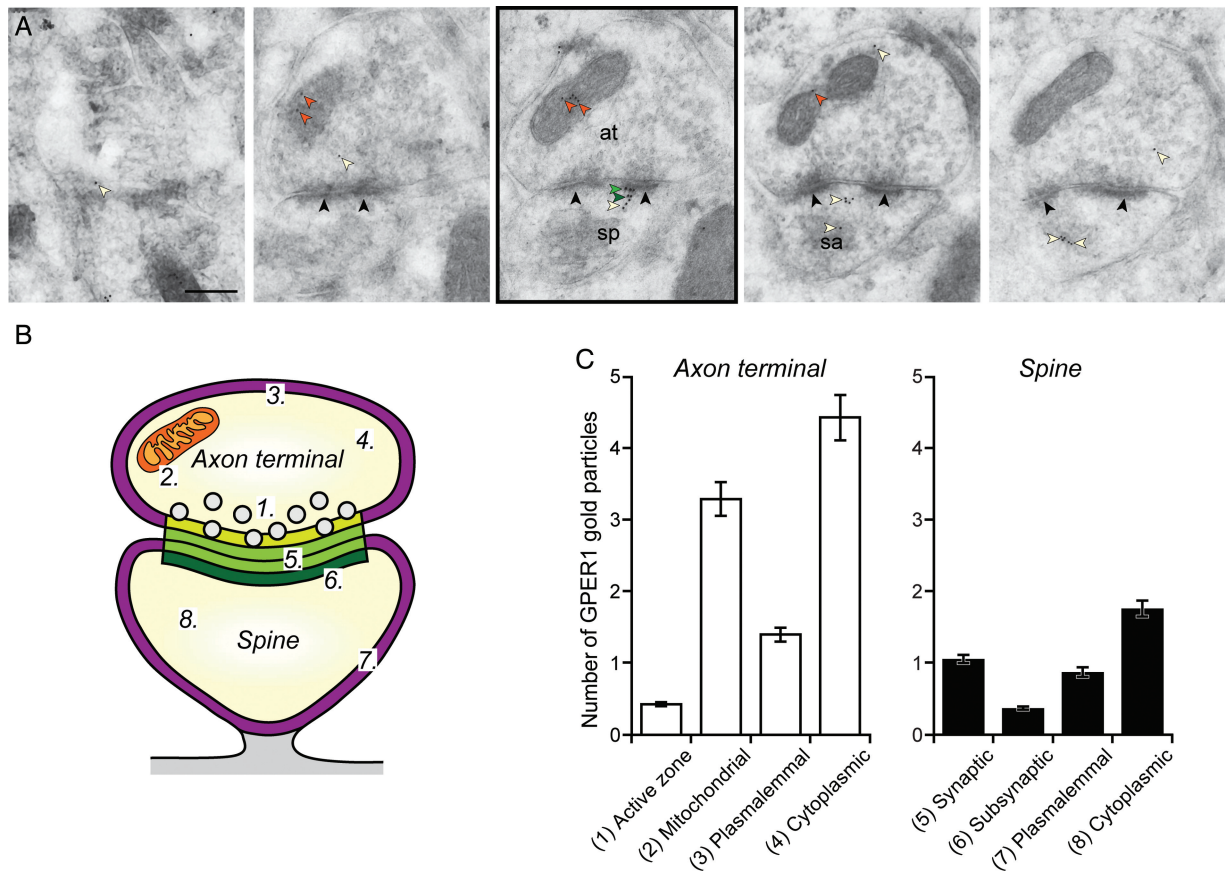 A
at
sp
sa
B
3.
4.
Axon terminal
2.
1.
5.
6.
8.
Spine
7.
C
Axon terminal
Number of GPER1 gold particles
5
4
3
2
1
0
(1) Active zone
(2) Mitochondrial
(3) Plasmalemmal
(4) Cytoplasmic
Spine
5
4
3
2
1
0
(5) Synaptic
(6) Subsynaptic
(7) Plasmalemmal
(8) Cytoplasmic